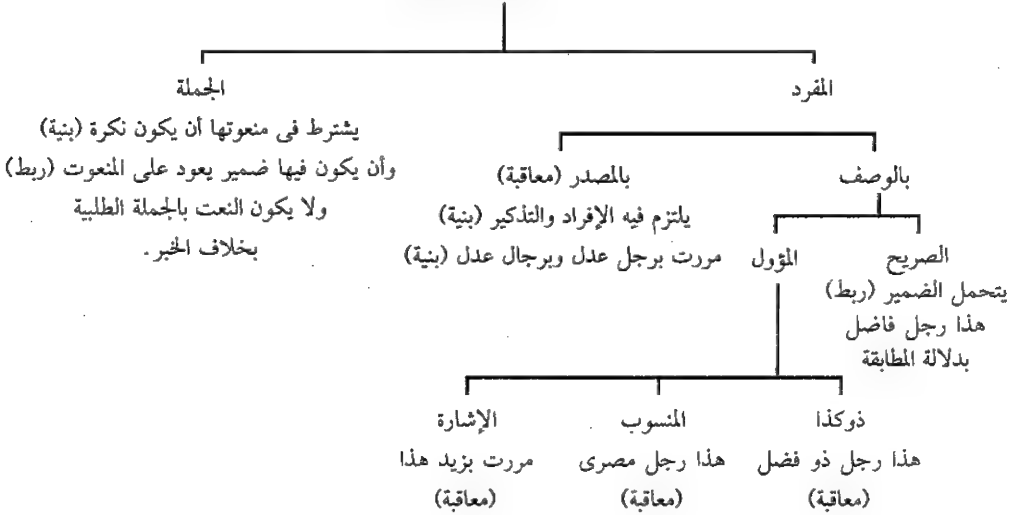 المفرد
الجملة
يشترط فى منعوتها أن يكون نكرة (بنية)
وأن يكون فيها ضمير يعود على المنعوت (ربط)
ولا يكون النعت بالجملة الطلبية
بخلاف الخبر.
بالوصف
بالمصدر (معاقبة)
يلتزم فيه الإفراد والتذكير (بنية)
مررت برجل عدل وبرجال عدل (بنية)
الصريح
يتحمل الضمير (ربط)
هذا رجل فاضل
بدلالة المطابقة
المؤول
ذوكذا
هذا رجل ذو فضل
(معاقبة)
المنسوب
هذا رجل مصرى
(معاقبة)
الإشارة
مررت بزيد هذا
(معاقبة)